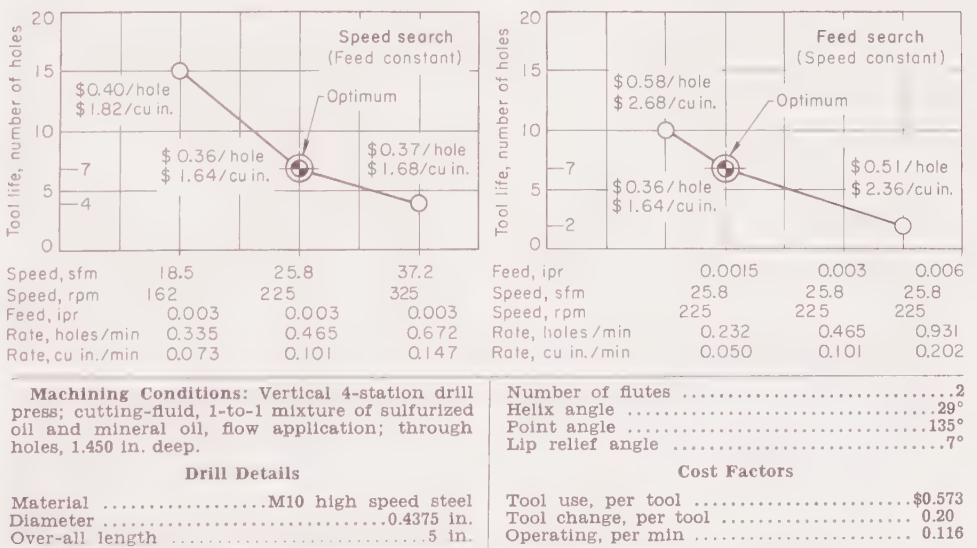 20
15
10
7
5
4
0
Tool life, number of holes
Speed search
(Feed constant)
$0.40/hole
$1.82/cu in.
Optimum
$0.36/hole
$1.64/cu in.
$0.37/hole
$1.68/cu in.
Speed, sfm 18.5 25.8 37.2
Speed, rpm 162 225 325
Feed, ipr 0.003 0.003 0.003
Rate, holes/min 0.335 0.465 0.672
Rate, cu in./min 0.073 0.101 0.147
20
15
10
7
5
2
0
Tool life, number of holes
Feed search
(Speed constant)
$0.58/hole
$2.68/cu in.
Optimum
$0.36/hole
$1.64/cu in.
$0.51/hole
$2.36/cu in.
Feed, ipr 0.0015 0.003 0.006
Speed, sfm 25.8 25.8 25.8
Speed, rpm 225 225 225
Rate, holes/min 0.232 0.465 0.931
Rate, cu in./min 0.050 0.101 0.202
Machining Conditions: Vertical 4-station drill
press; cutting-fluid, 1-to-1 mixture of sulfurized
oil and mineral oil, flow application; through
holes, 1.450 in. deep.
Drill Details
Material ..................M10 high speed steel
Diameter ..............................0.4375 in.
Over-all length .............................5 in.
Number of flutes ..............................2
Helix angle ..................................29°
Point angle .................................135°
Lip relief angle ..............................7°
Cost Factors
Tool use, per tool ........................$0.573
Tool change, per tool ..................... 0.20
Operating, per min ....................... 0.116